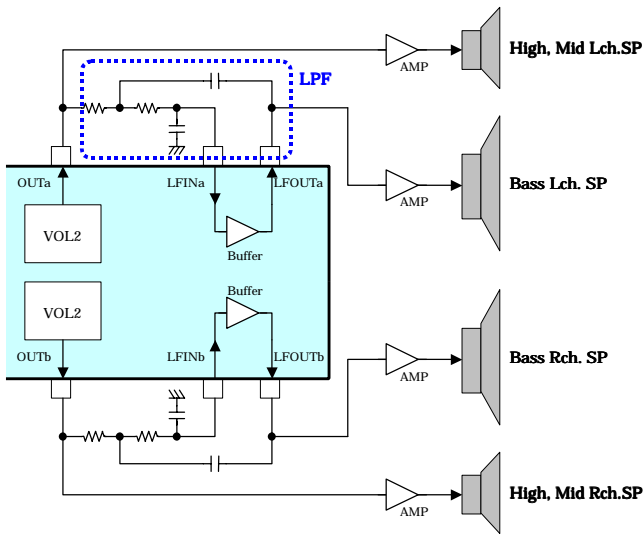 High, Mid Lch.SP
AMP
LPF
Bass Lch. SP
AMP
OUTa
LFINa
LFOUTa
VOL2
Buffer
VOL2
Buffer
OUTb
LFINb
LFOUTb
Bass Rch. SP
AMP
High, Mid Rch.SP
AMP